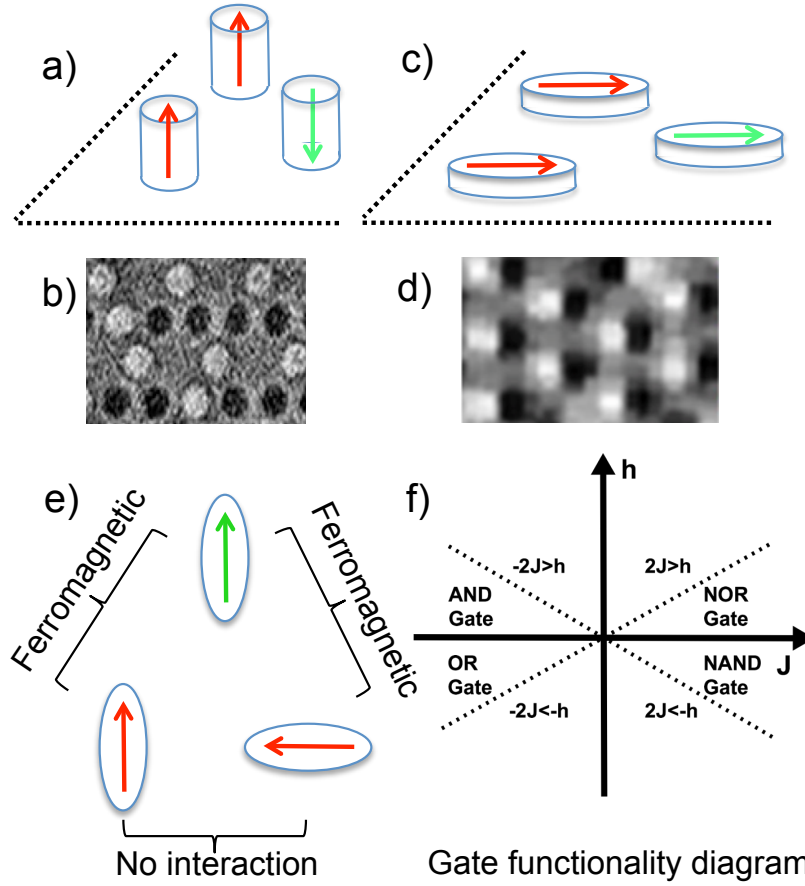 a)
c)
b)
d)
e)
Ferromagnetic
Ferromagnetic
No interaction
f)
h
-2J>h
2J>h
AND
Gate
NOR
Gate
J
OR
Gate
NAND
Gate
-2J<-h
2J<-h
Gate functionality diagram